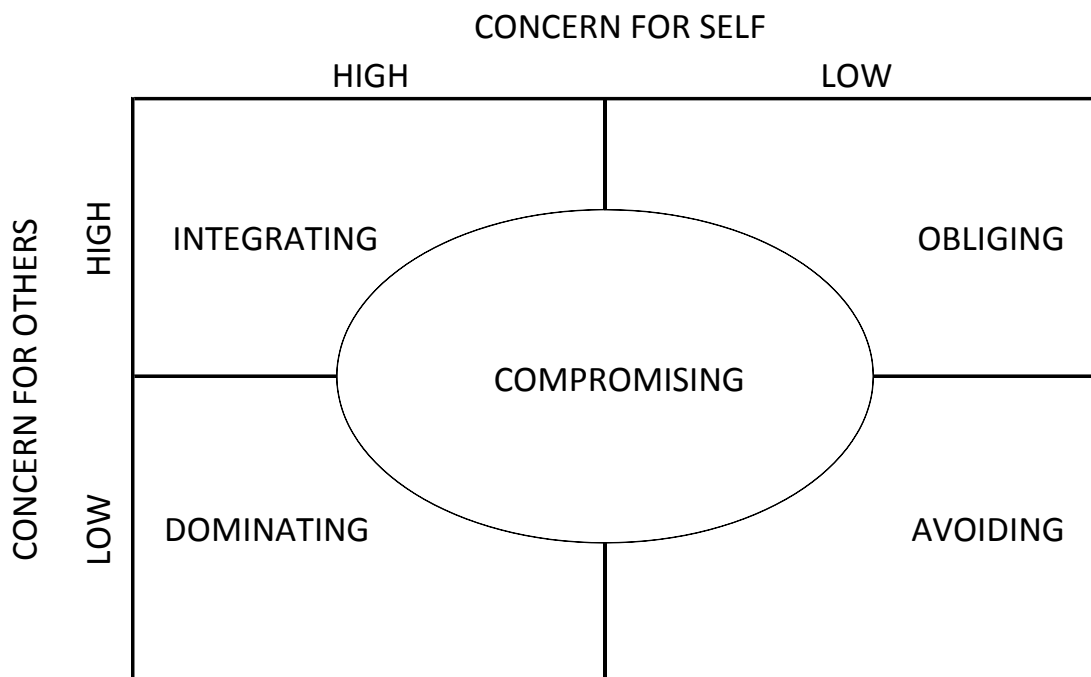 CONCERN FOR SELF
HIGH LOW
CONCERN FOR OTHERS
HIGH
INTEGRATING OBLIGING
COMPROMISING
LOW
DOMINATING AVOIDING